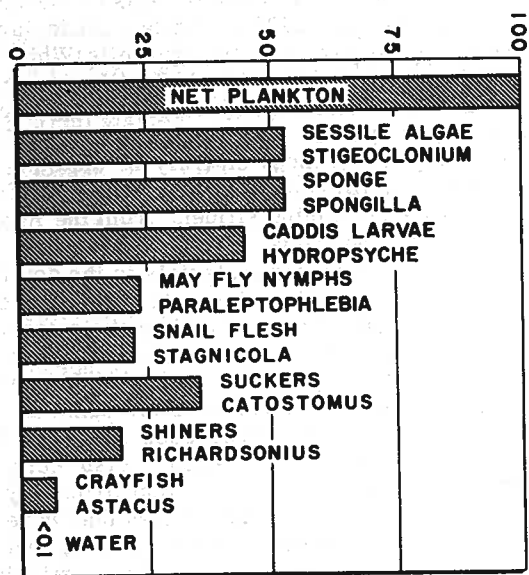 0
25
50
75
100
NET PLANKTON
SESSILE ALGAE
STIGEOCLONIUM
SPONGE
SPONGILLA
CADDIS LARVAE
HYDROPSYCHE
MAY FLY NYMPHS
PARALEPTOPHLEBIA
SNAIL FLESH
STAGNICOLA
SUCKERS
CATOSTOMUS
SHINERS
RICHARDSONIUS
CRAYFISH
ASTACUS
<0.1 WATER